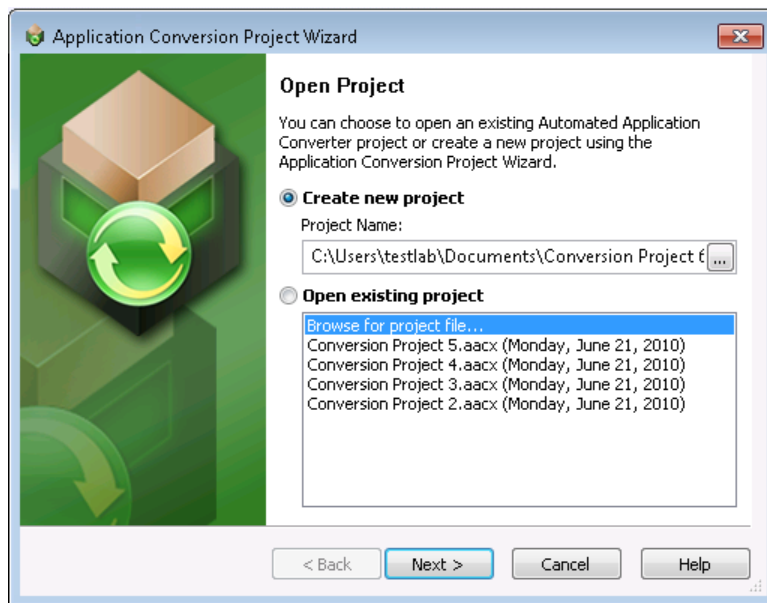 Application Conversion Project Wizard
Open Project
You can choose to open an existing Automated Application
Converter project or create a new project using the
Application Conversion Project Wizard.
Create new project
Project Name:
C:\Users\testlab\Documents\Conversion Project 6
...
Open existing project
Browse for project file...
Conversion Project 5.aacx (Monday, June 21, 2010)
Conversion Project 4.aacx (Monday, June 21, 2010)
Conversion Project 3.aacx (Monday, June 21, 2010)
Conversion Project 2.aacx (Monday, June 21, 2010)
< Back Next > Cancel Help